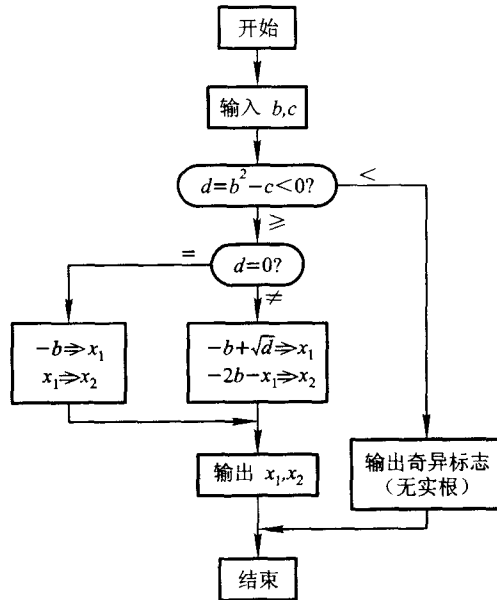 开始
输入 b,c
d=b²-c<0?
<
≥
d=0?
=
≠
-b⇒x₁
x₁⇒x₂
-b+√d⇒x₁
-2b-x₁⇒x₂
输出 x₁,x₂
输出奇异标志
（无实根）
结束